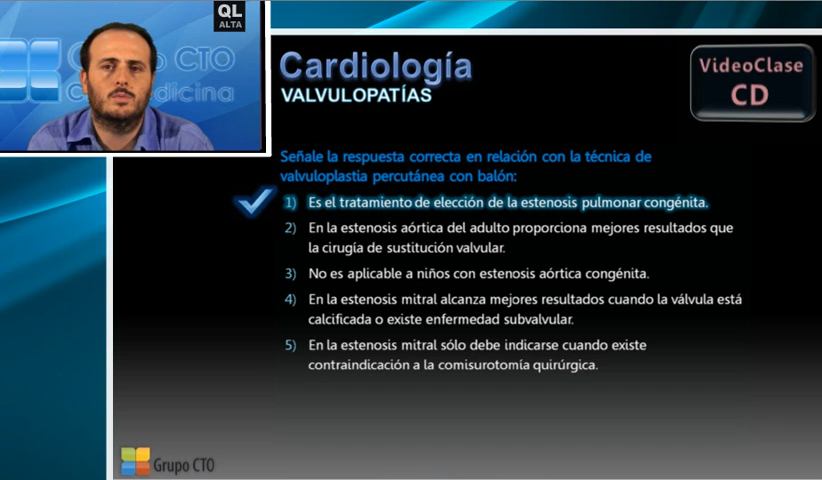 QL
ALTA
Grupo CTO
Medicina
Cardiología
VALVULOPATÍAS
VideoClase
CD
Señale la respuesta correcta en relación con la técnica de
valvuloplastia percutánea con balón:
1) Es el tratamiento de elección de la estenosis pulmonar congénita.
2) En la estenosis aórtica del adulto proporciona mejores resultados que
la cirugía de sustitución valvular.
3) No es aplicable a niños con estenosis aórtica congénita.
4) En la estenosis mitral alcanza mejores resultados cuando la válvula está
calcificada o existe enfermedad subvalvular.
5) En la estenosis mitral sólo debe indicarse cuando existe
contraindicación a la comisurotomía quirúrgica.
Grupo CTO